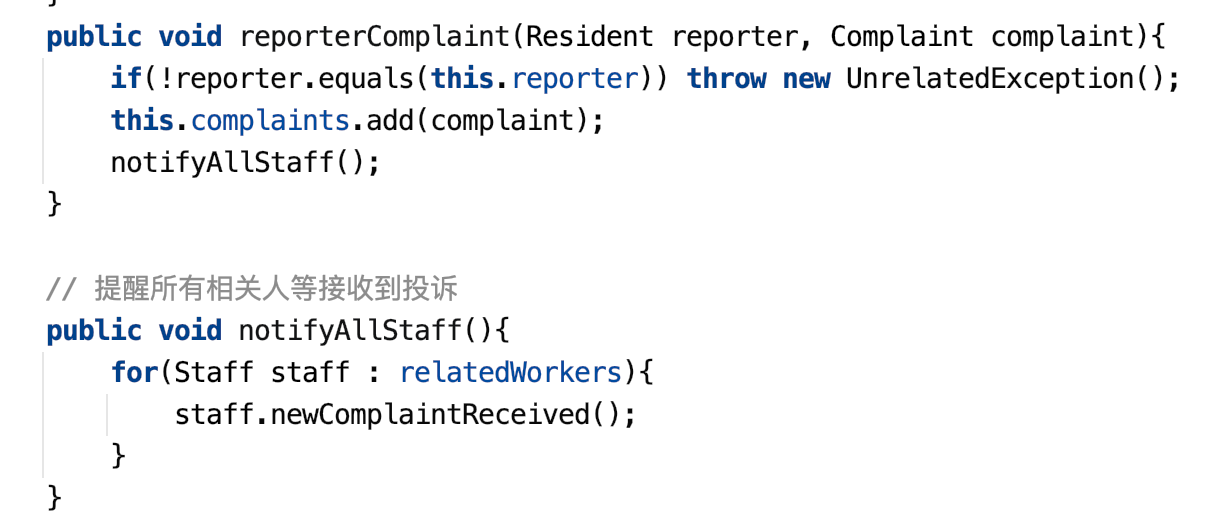 }
public void reporterComplaint(Resident reporter, Complaint complaint){
    if(!reporter.equals(this.reporter)) throw new UnrelatedException();
    this.complaints.add(complaint);
    notifyAllStaff();
}

// 提醒所有相关人等接收到投诉
public void notifyAllStaff(){
    for(Staff staff : relatedWorkers){
        staff.newComplaintReceived();
    }
}